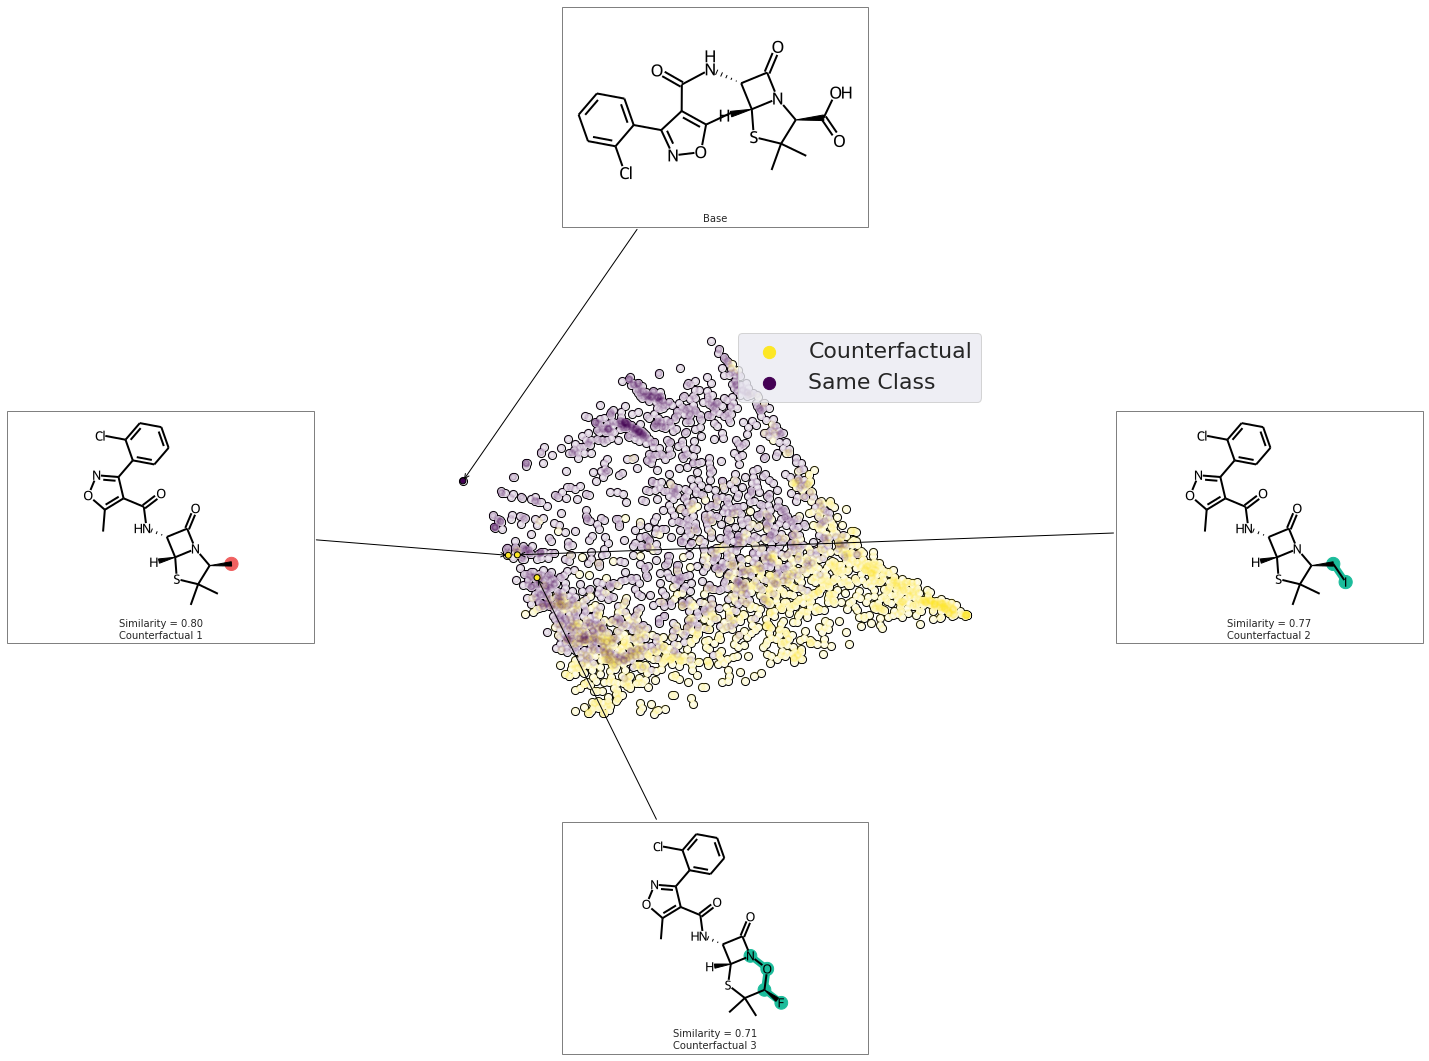 O
H
N
O
N
OH
O
H
S
N
O
Cl
Base
Counterfactual
Same Class
Cl
N
O
O
HN
O
N
H
S
Similarity = 0.80
Counterfactual 1
Cl
N
O
O
HN
O
N
H
S
I
Similarity = 0.77
Counterfactual 2
Cl
N
O
O
HN
O
N
H
O
S
F
Similarity = 0.71
Counterfactual 3